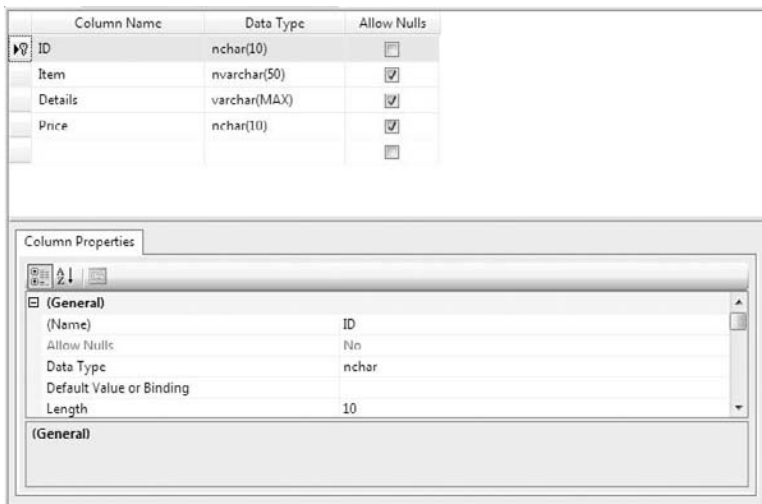 Column Name Data Type Allow Nulls
ID nchar(10)
Item nvarchar(50)
Details varchar(MAX)
Price nchar(10)
Column Properties
(General)
(Name) ID
Allow Nulls No
Data Type nchar
Default Value or Binding
Length 10
(General)